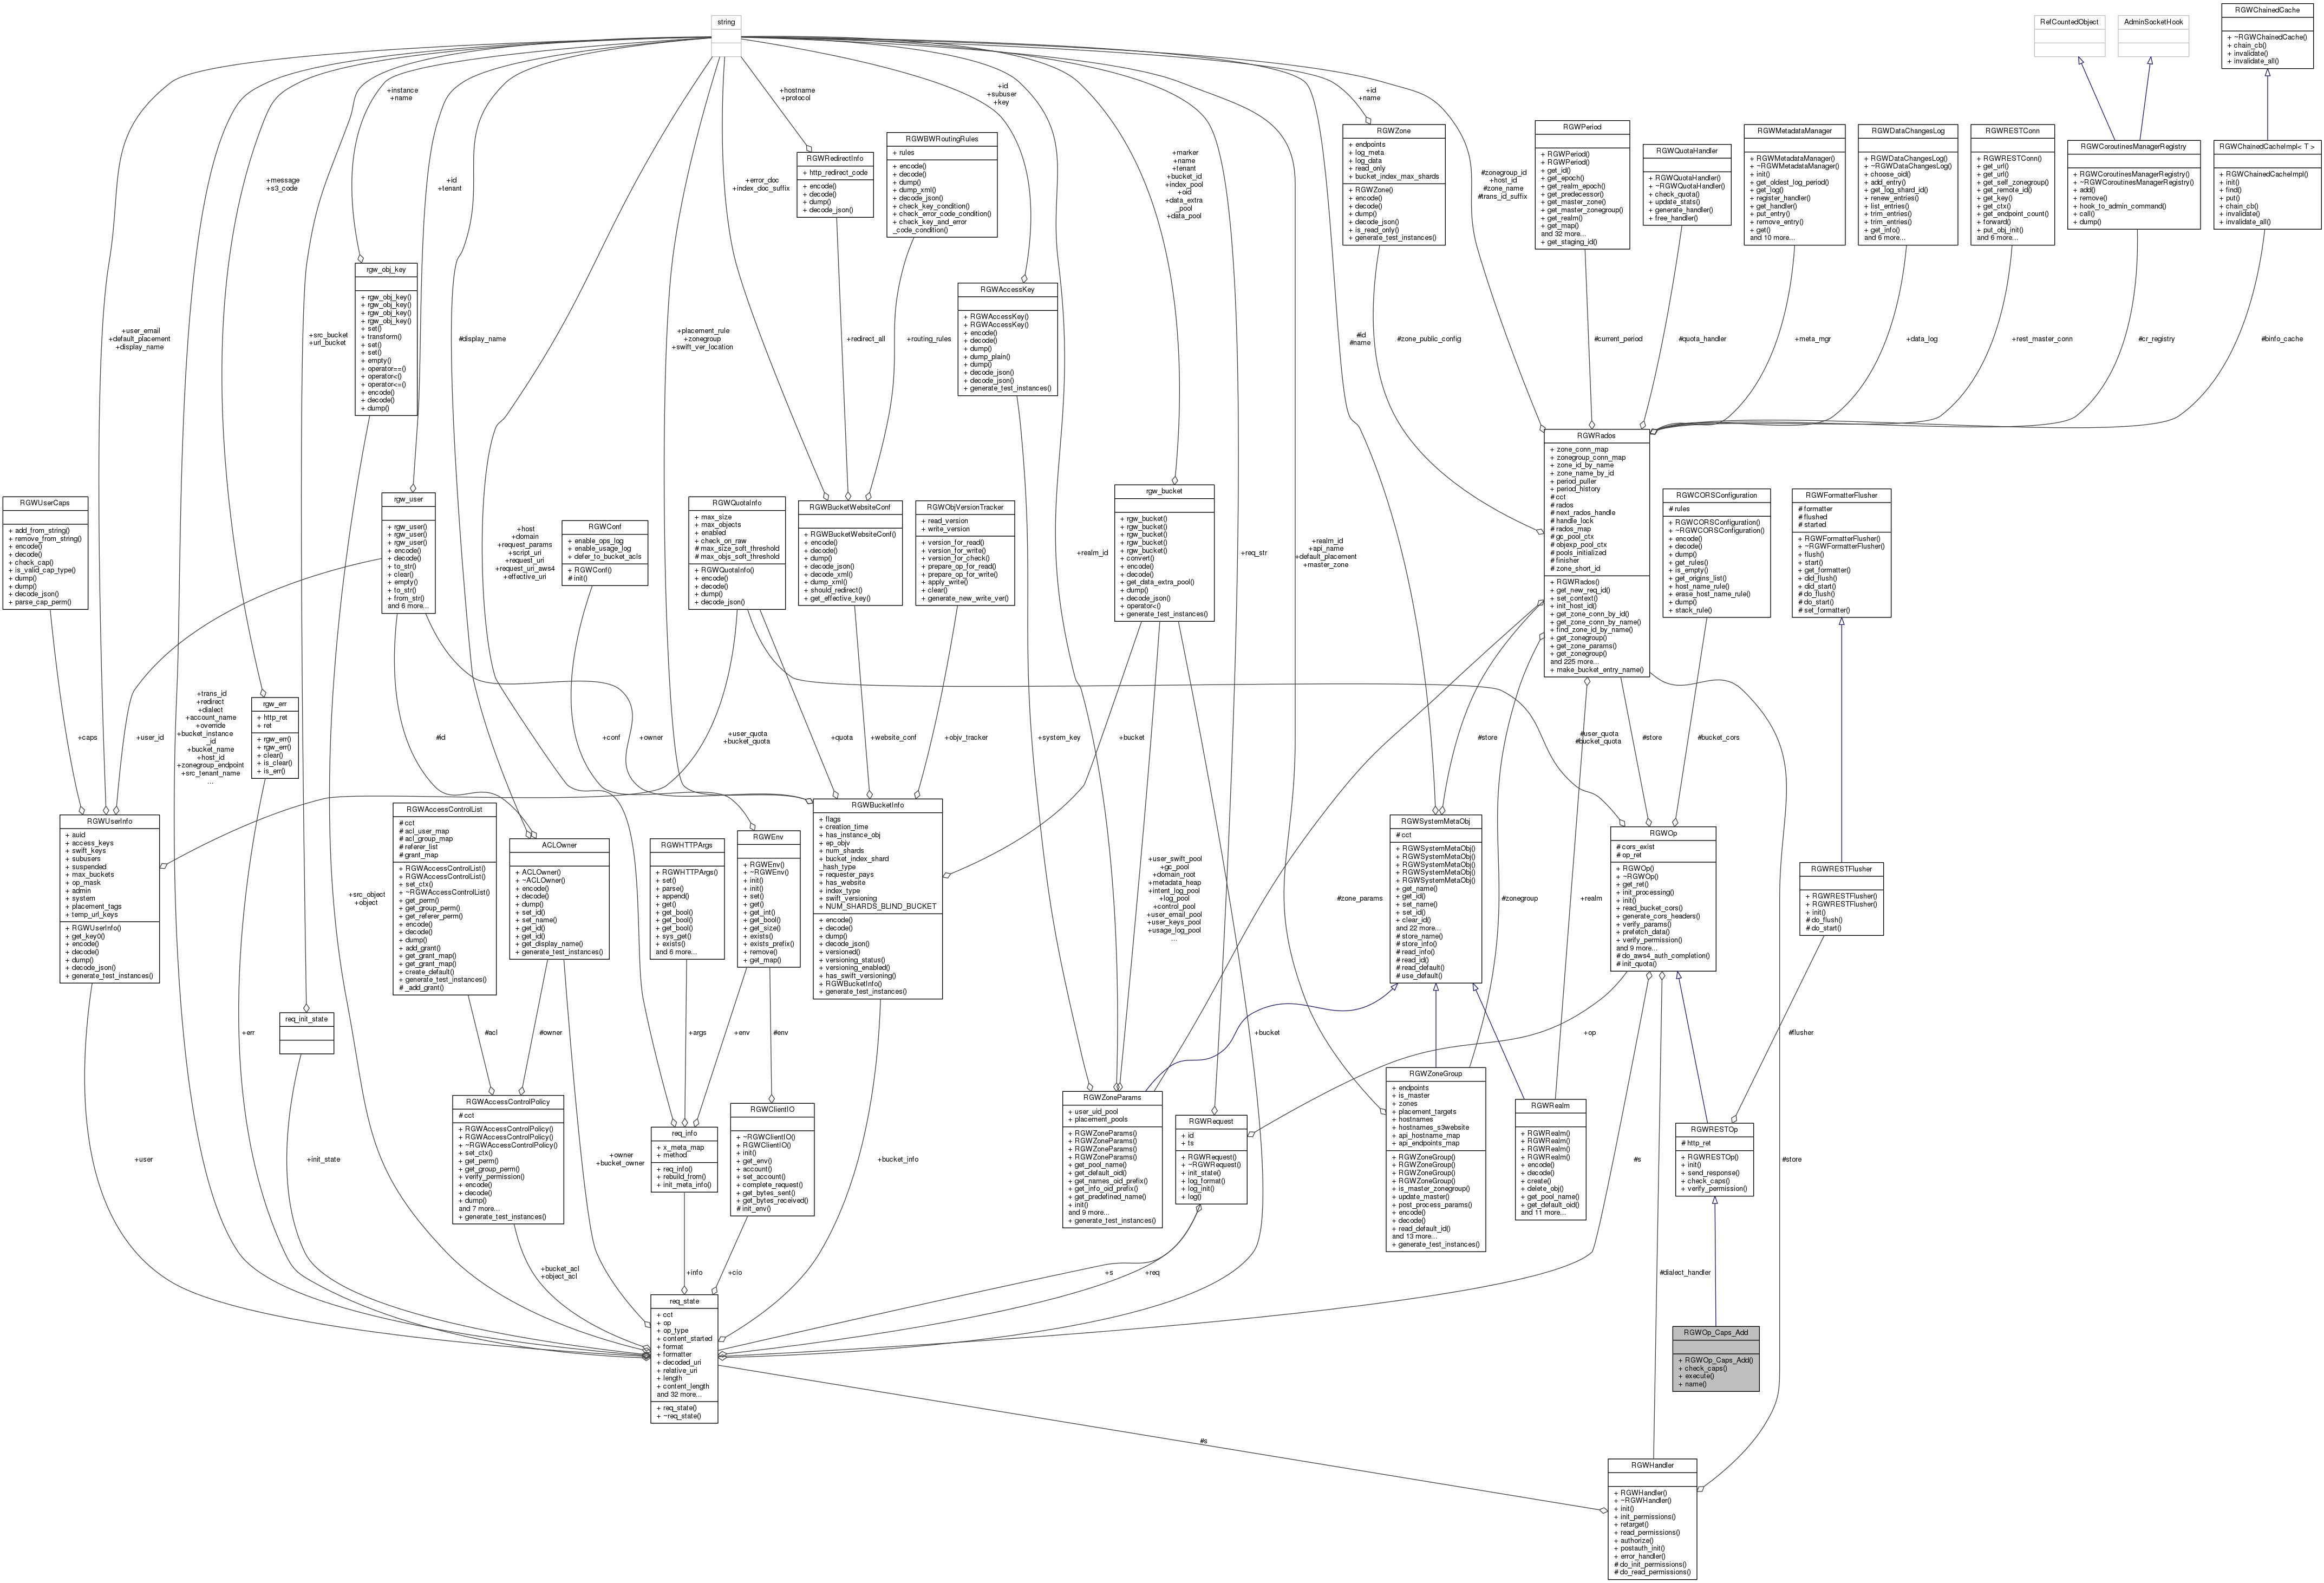 string
RefCountedObject
AdminSocketHook
RGWChainedCache
+ ~RGWChainedCache()
+ chain_cb()
+ invalidate()
+ invalidate_all()
+instance
+name
+hostname
+protocol
+id
+subuser
+key
+id
+name
+message
+s3_code
+id
+tenant
+error_doc
+index_doc_suffix
+marker
+name
+tenant
+bucket_id
+index_pool
+oid
+data_extra
_pool
+data_pool
#zonegroup_id
+host_id
#zone_name
#trans_id_suffix
RGWRedirectInfo
+ http_redirect_code
+ encode()
+ decode()
+ dump()
+ decode_json()
RGWBWRoutingRules
+ rules
+ encode()
+ decode()
+ dump()
+ dump_xml()
+ decode_json()
+ check_key_condition()
+ check_error_code_condition()
+ check_key_and_error
_code_condition()
RGWZone
+ endpoints
+ log_meta
+ log_data
+ read_only
+ bucket_index_max_shards
+ RGWZone()
+ encode()
+ decode()
+ dump()
+ decode_json()
+ is_read_only()
+ generate_test_instances()
RGWPeriod
+ RGWPeriod()
+ RGWPeriod()
+ get_id()
+ get_epoch()
+ get_realm_epoch()
+ get_predecessor()
+ get_master_zone()
+ get_master_zonegroup()
+ get_realm()
+ get_map()
and 32 more...
+ get_staging_id()
RGWQuotaHandler
+ RGWQuotaHandler()
+ ~RGWQuotaHandler()
+ check_quota()
+ update_stats()
+ generate_handler()
+ free_handler()
RGWMetadataManager
+ RGWMetadataManager()
+ ~RGWMetadataManager()
+ init()
+ get_oldest_log_period()
+ get_log()
+ register_handler()
+ get_handler()
+ put_entry()
+ remove_entry()
+ get()
and 10 more...
RGWDataChangesLog
+ RGWDataChangesLog()
+ ~RGWDataChangesLog()
+ choose_oid()
+ add_entry()
+ get_log_shard_id()
+ renew_entries()
+ list_entries()
+ trim_entries()
+ trim_entries()
+ get_info()
and 6 more...
RGWRESTConn
+ RGWRESTConn()
+ get_url()
+ get_url()
+ get_self_zonegroup()
+ get_remote_id()
+ get_key()
+ get_ctx()
+ get_endpoint_count()
+ forward()
+ put_obj_init()
and 6 more...
RGWCoroutinesManagerRegistry
+ RGWCoroutinesManagerRegistry()
+ ~RGWCoroutinesManagerRegistry()
+ add()
+ remove()
+ hook_to_admin_command()
+ call()
+ dump()
RGWChainedCacheImpl< T >
+ RGWChainedCacheImpl()
+ init()
+ find()
+ put()
+ chain_cb()
+ invalidate()
+ invalidate_all()
rgw_obj_key
+ rgw_obj_key()
+ rgw_obj_key()
+ rgw_obj_key()
+ rgw_obj_key()
+ set()
+ transform()
+ set()
+ set()
+ empty()
+ operator==()
+ operator<()
+ operator<=()
+ encode()
+ decode()
+ dump()
RGWAccessKey
+ RGWAccessKey()
+ RGWAccessKey()
+ encode()
+ decode()
+ dump()
+ dump_plain()
+ dump()
+ decode_json()
+ decode_json()
+ generate_test_instances()
+user_email
+default_placement
+display_name
+src_bucket
+url_bucket
#display_name
+placement_rule
+zonegroup
+swift_ver_location
+redirect_all
+routing_rules
#id
#name
#zone_public_config
#current_period
#quota_handler
+meta_mgr
+data_log
+rest_master_conn
#cr_registry
#binfo_cache
RGWRados
+ zone_conn_map
+ zonegroup_conn_map
+ zone_id_by_name
+ zone_name_by_id
+ period_puller
+ period_history
# cct
# rados
# next_rados_handle
# handle_lock
# rados_map
# gc_pool_ctx
# objexp_pool_ctx
# pools_initialized
# finisher
# zone_short_id
+ RGWRados()
+ get_new_req_id()
+ set_context()
+ init_host_id()
+ get_zone_conn_by_id()
+ get_zone_conn_by_name()
+ find_zone_id_by_name()
+ get_zonegroup()
+ get_zone_params()
+ get_zonegroup()
and 225 more...
+ make_bucket_entry_name()
RGWUserCaps
+ add_from_string()
+ remove_from_string()
+ encode()
+ decode()
+ check_cap()
+ is_valid_cap_type()
+ dump()
+ dump()
+ decode_json()
+ parse_cap_perm()
rgw_user
+ rgw_user()
+ rgw_user()
+ rgw_user()
+ encode()
+ decode()
+ to_str()
+ clear()
+ empty()
+ to_str()
+ from_str()
and 6 more...
+host
+domain
+request_params
+script_uri
+request_uri
+request_uri_aws4
+effective_uri
RGWConf
+ enable_ops_log
+ enable_usage_log
+ defer_to_bucket_acls
+ RGWConf()
# init()
RGWQuotaInfo
+ max_size
+ max_objects
+ enabled
+ check_on_raw
# max_size_soft_threshold
# max_objs_soft_threshold
+ RGWQuotaInfo()
+ encode()
+ decode()
+ dump()
+ decode_json()
RGWBucketWebsiteConf
+ RGWBucketWebsiteConf()
+ encode()
+ decode()
+ dump()
+ decode_json()
+ decode_xml()
+ dump_xml()
+ should_redirect()
+ get_effective_key()
RGWObjVersionTracker
+ read_version
+ write_version
+ version_for_read()
+ version_for_write()
+ version_for_check()
+ prepare_op_for_read()
+ prepare_op_for_write()
+ apply_write()
+ clear()
+ generate_new_write_ver()
+realm_id
rgw_bucket
+ rgw_bucket()
+ rgw_bucket()
+ rgw_bucket()
+ rgw_bucket()
+ rgw_bucket()
+ convert()
+ encode()
+ decode()
+ get_data_extra_pool()
+ dump()
+ decode_json()
+ operator<()
+ generate_test_instances()
+req_str
+realm_id
+api_name
+default_placement
+master_zone
RGWCORSConfiguration
# rules
+ RGWCORSConfiguration()
+ ~RGWCORSConfiguration()
+ encode()
+ decode()
+ dump()
+ get_rules()
+ is_empty()
+ get_origins_list()
+ host_name_rule()
+ erase_host_name_rule()
+ dump()
+ stack_rule()
RGWFormatterFlusher
# formatter
# flushed
# started
+ RGWFormatterFlusher()
+ ~RGWFormatterFlusher()
+ flush()
+ start()
+ get_formatter()
+ did_flush()
+ did_start()
# do_flush()
# do_start()
# set_formatter()
+trans_id
+redirect
+dialect
+account_name
+override
+bucket_instance
_id
+bucket_name
+host_id
+zonegroup_endpoint
+src_tenant_name
...
rgw_err
+ http_ret
+ ret
+ rgw_err()
+ rgw_err()
+ clear()
+ is_clear()
+ is_err()
+caps
+user_id
#id
+conf
+owner
+user_quota
+bucket_quota
+quota
+website_conf
+objv_tracker
+system_key
+bucket
#store
#user_quota
#bucket_quota
#store
#bucket_cors
RGWUserInfo
+ auid
+ access_keys
+ swift_keys
+ subusers
+ suspended
+ max_buckets
+ op_mask
+ admin
+ system
+ placement_tags
+ temp_url_keys
+ RGWUserInfo()
+ get_key0()
+ encode()
+ decode()
+ dump()
+ decode_json()
+ generate_test_instances()
+src_object
+object
RGWAccessControlList
# cct
# acl_user_map
# acl_group_map
# referer_list
# grant_map
+ RGWAccessControlList()
+ RGWAccessControlList()
+ set_ctx()
+ ~RGWAccessControlList()
+ get_perm()
+ get_group_perm()
+ get_referer_perm()
+ encode()
+ decode()
+ dump()
+ add_grant()
+ get_grant_map()
+ get_grant_map()
+ create_default()
+ generate_test_instances()
# _add_grant()
ACLOwner
+ ACLOwner()
+ ~ACLOwner()
+ encode()
+ decode()
+ dump()
+ set_id()
+ set_name()
+ get_id()
+ get_id()
+ get_display_name()
+ generate_test_instances()
RGWHTTPArgs
+ RGWHTTPArgs()
+ set()
+ parse()
+ append()
+ get()
+ get_bool()
+ get_bool()
+ get_bool()
+ sys_get()
+ exists()
and 6 more...
RGWEnv
+ RGWEnv()
+ ~RGWEnv()
+ init()
+ init()
+ set()
+ get()
+ get_int()
+ get_bool()
+ get_size()
+ exists()
+ exists_prefix()
+ remove()
+ get_map()
RGWBucketInfo
+ flags
+ creation_time
+ has_instance_obj
+ ep_objv
+ num_shards
+ bucket_index_shard
_hash_type
+ requester_pays
+ has_website
+ index_type
+ swift_versioning
+ NUM_SHARDS_BLIND_BUCKET
+ encode()
+ decode()
+ dump()
+ decode_json()
+ versioned()
+ versioning_status()
+ versioning_enabled()
+ has_swift_versioning()
+ RGWBucketInfo()
+ generate_test_instances()
+user_swift_pool
+gc_pool
+domain_root
+metadata_heap
+intent_log_pool
+log_pool
+control_pool
+user_email_pool
+user_keys_pool
+usage_log_pool
...
#zone_params
RGWSystemMetaObj
# cct
+ RGWSystemMetaObj()
+ RGWSystemMetaObj()
+ RGWSystemMetaObj()
+ RGWSystemMetaObj()
+ RGWSystemMetaObj()
+ get_name()
+ get_id()
+ set_name()
+ set_id()
+ clear_id()
and 22 more...
# store_name()
# store_info()
# read_info()
# read_id()
# read_default()
# use_default()
#zonegroup
+realm
RGWOp
# cors_exist
# op_ret
+ RGWOp()
+ ~RGWOp()
+ get_ret()
+ init_processing()
+ init()
+ read_bucket_cors()
+ generate_cors_headers()
+ verify_params()
+ prefetch_data()
+ verify_permission()
and 9 more...
# do_aws4_auth_completion()
# init_quota()
RGWRESTFlusher
+ RGWRESTFlusher()
+ RGWRESTFlusher()
+ init()
# do_flush()
# do_start()
req_init_state
+err
#acl
#owner
+args
+env
#env
+bucket
+op
#flusher
RGWAccessControlPolicy
# cct
+ RGWAccessControlPolicy()
+ RGWAccessControlPolicy()
+ ~RGWAccessControlPolicy()
+ set_ctx()
+ get_perm()
+ get_group_perm()
+ verify_permission()
+ encode()
+ decode()
+ dump()
and 7 more...
+ generate_test_instances()
req_info
+ x_meta_map
+ method
+ req_info()
+ rebuild_from()
+ init_meta_info()
RGWClientIO
+ ~RGWClientIO()
+ RGWClientIO()
+ init()
+ get_env()
+ account()
+ set_account()
+ complete_request()
+ get_bytes_sent()
+ get_bytes_received()
# init_env()
RGWZoneParams
+ user_uid_pool
+ placement_pools
+ RGWZoneParams()
+ RGWZoneParams()
+ RGWZoneParams()
+ RGWZoneParams()
+ get_pool_name()
+ get_default_oid()
+ get_names_oid_prefix()
+ get_info_oid_prefix()
+ get_predefined_name()
+ init()
and 9 more...
+ generate_test_instances()
RGWRequest
+ id
+ ts
+ RGWRequest()
+ ~RGWRequest()
+ init_state()
+ log_format()
+ log_init()
+ log()
RGWZoneGroup
+ endpoints
+ is_master
+ zones
+ placement_targets
+ hostnames
+ hostnames_s3website
+ api_hostname_map
+ api_endpoints_map
+ RGWZoneGroup()
+ RGWZoneGroup()
+ RGWZoneGroup()
+ RGWZoneGroup()
+ is_master_zonegroup()
+ update_master()
+ post_process_params()
+ encode()
+ decode()
+ read_default_id()
and 13 more...
+ generate_test_instances()
RGWRealm
+ RGWRealm()
+ RGWRealm()
+ RGWRealm()
+ RGWRealm()
+ encode()
+ decode()
+ create()
+ delete_obj()
+ get_pool_name()
+ get_default_oid()
and 11 more...
RGWRESTOp
# http_ret
+ RGWRESTOp()
+ init()
+ send_response()
+ check_caps()
+ verify_permission()
+user
+init_state
+owner
+bucket_owner
+bucket_info
#s
#store
+bucket_acl
+object_acl
+info
+cio
+s
+req
#dialect_handler
req_state
+ cct
+ op
+ op_type
+ content_started
+ format
+ formatter
+ decoded_uri
+ relative_uri
+ length
+ content_length
and 32 more...
+ req_state()
+ ~req_state()
RGWOp_Caps_Add
+ RGWOp_Caps_Add()
+ check_caps()
+ execute()
+ name()
#s
RGWHandler
+ RGWHandler()
+ ~RGWHandler()
+ init()
+ init_permissions()
+ retarget()
+ read_permissions()
+ authorize()
+ postauth_init()
+ error_handler()
# do_init_permissions()
# do_read_permissions()